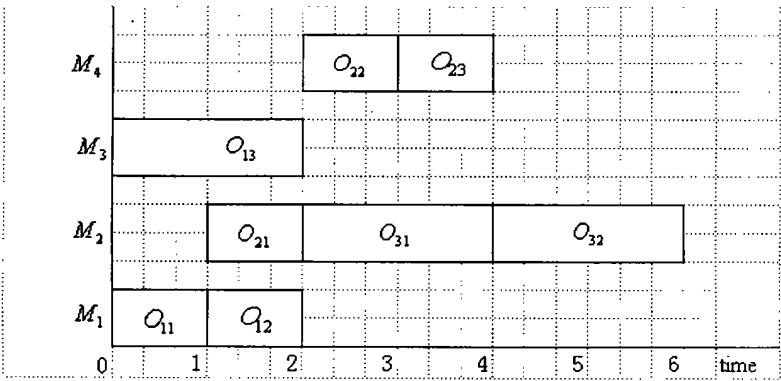 M₄ O₂₂ O₂₃
M₃ O₁₃
M₂ O₂₁ O₃₁ O₃₂
M₁ O₁₁ O₁₂
0 1 2 3 4 5 6 time